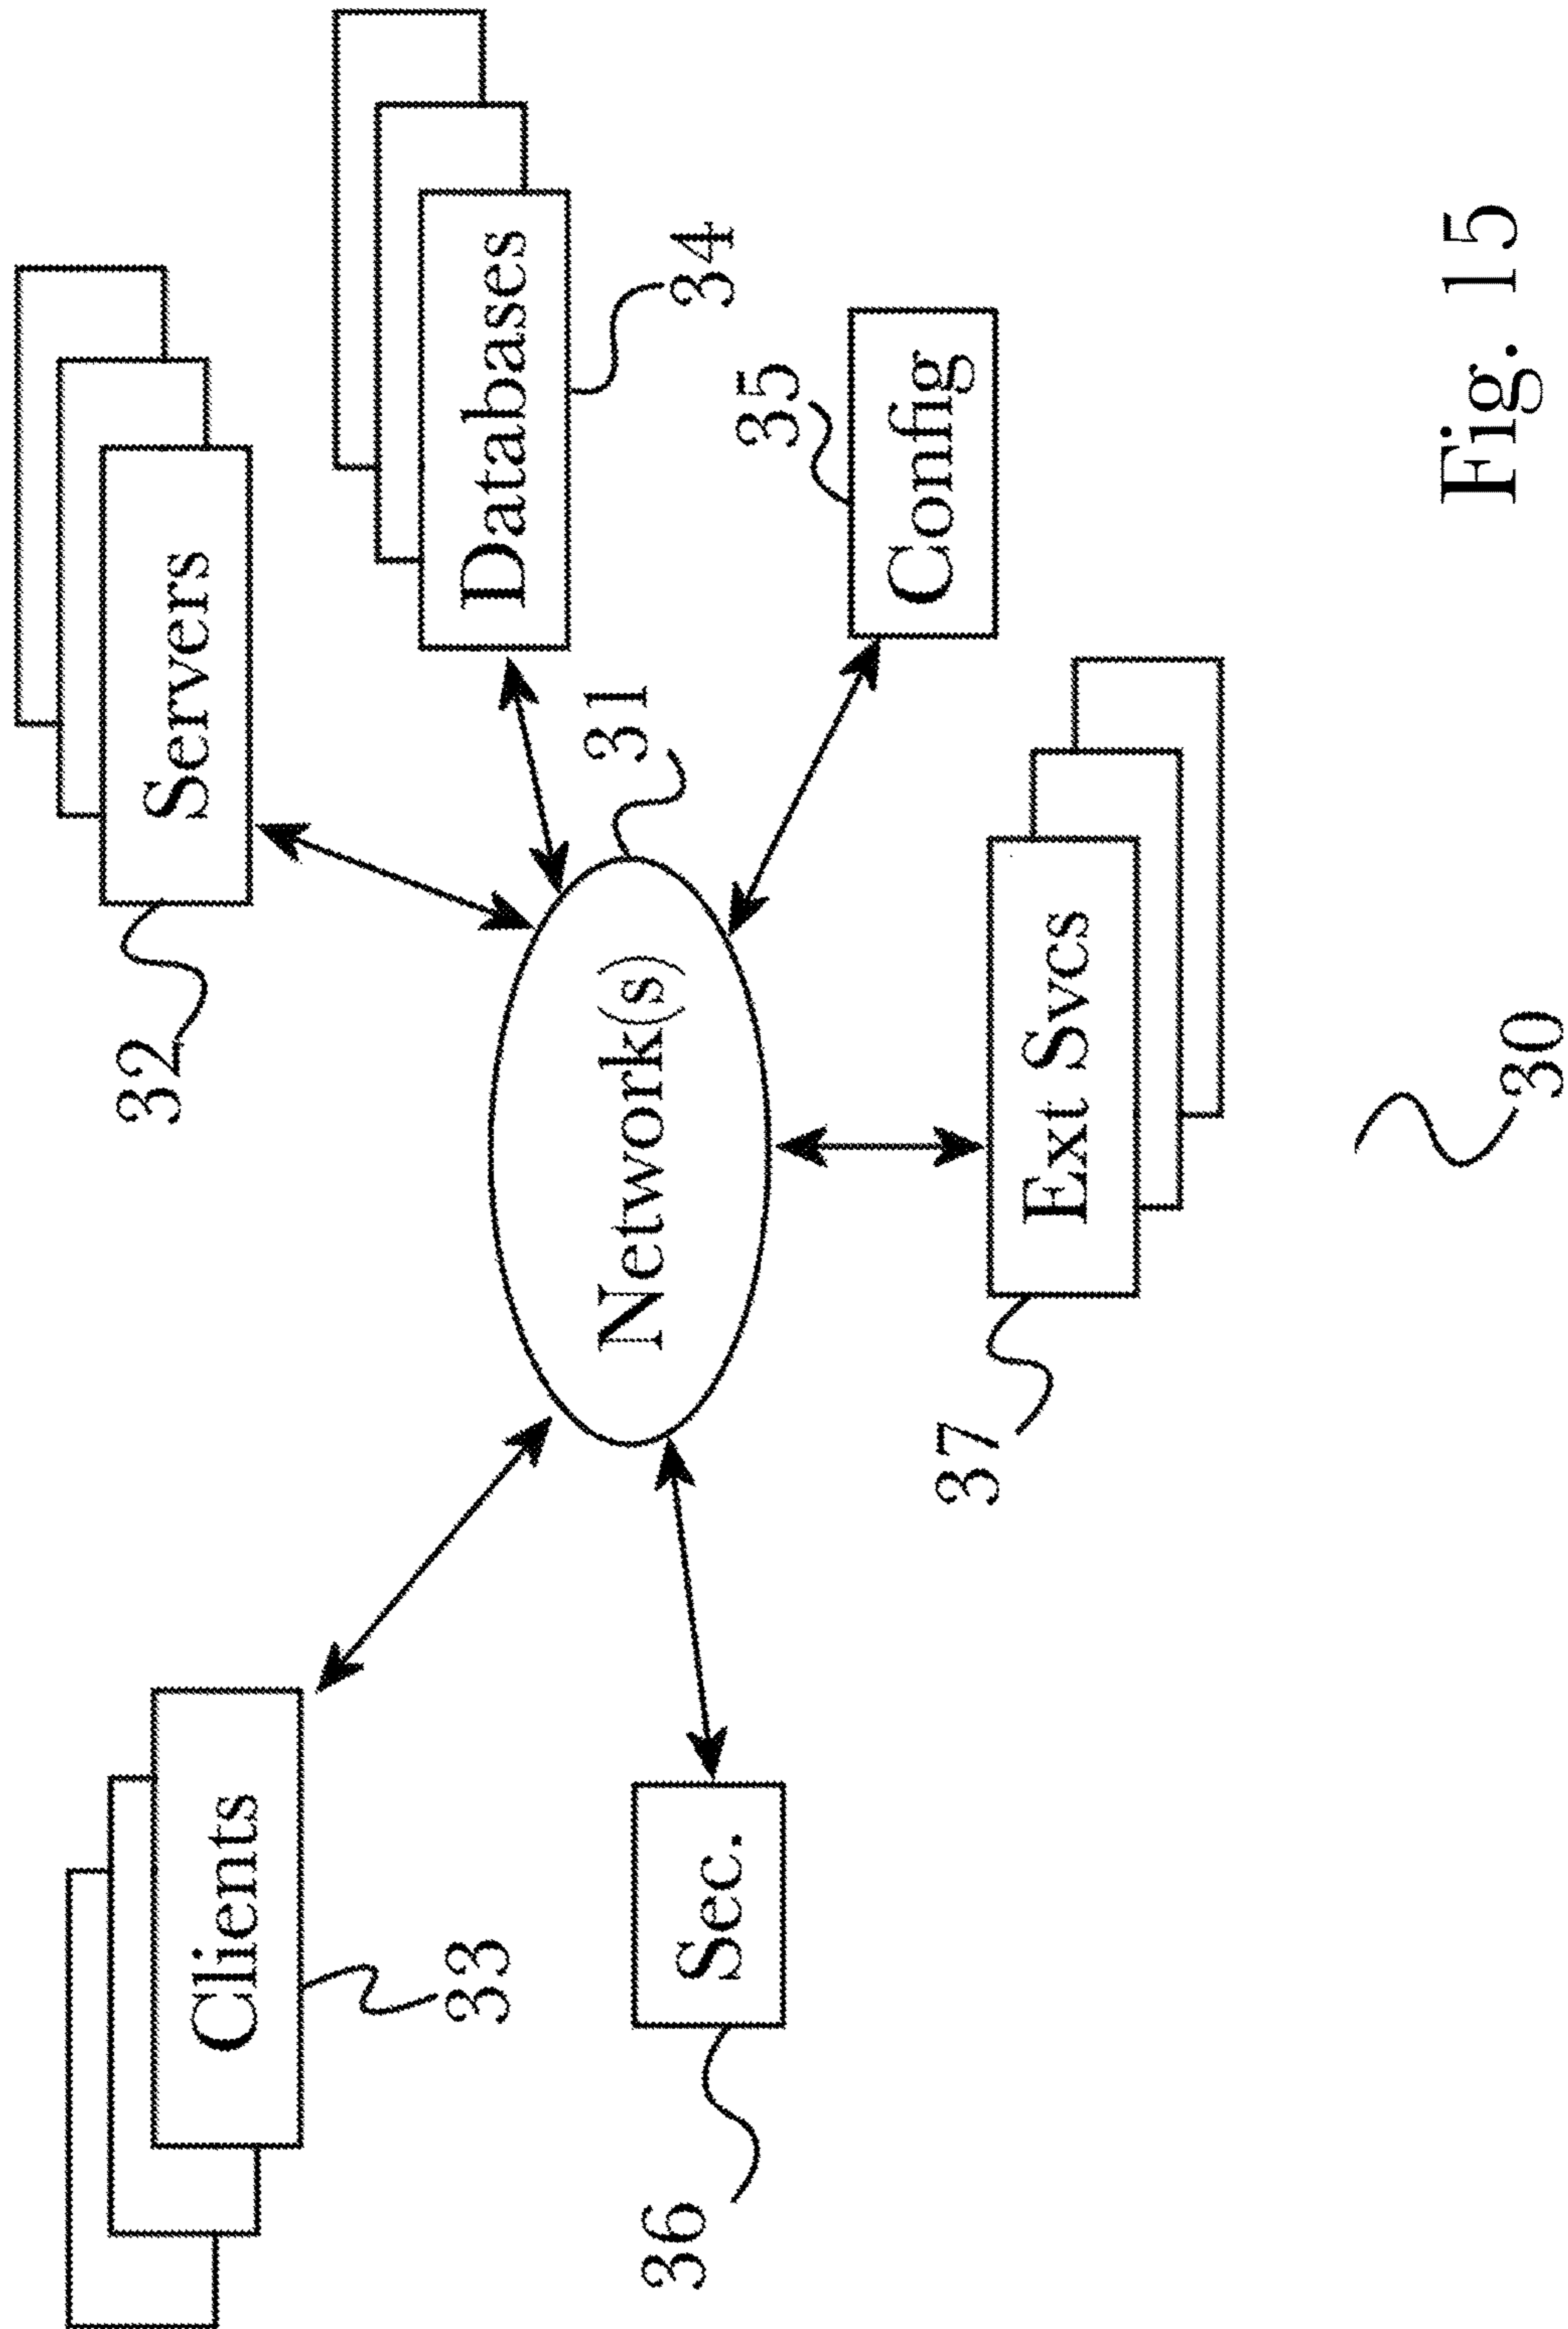 Clients
33
32
Servers
Databases
34
Network(s)
31
Sec.
36
35
Config
37
Ext Svcs
30
Fig. 15